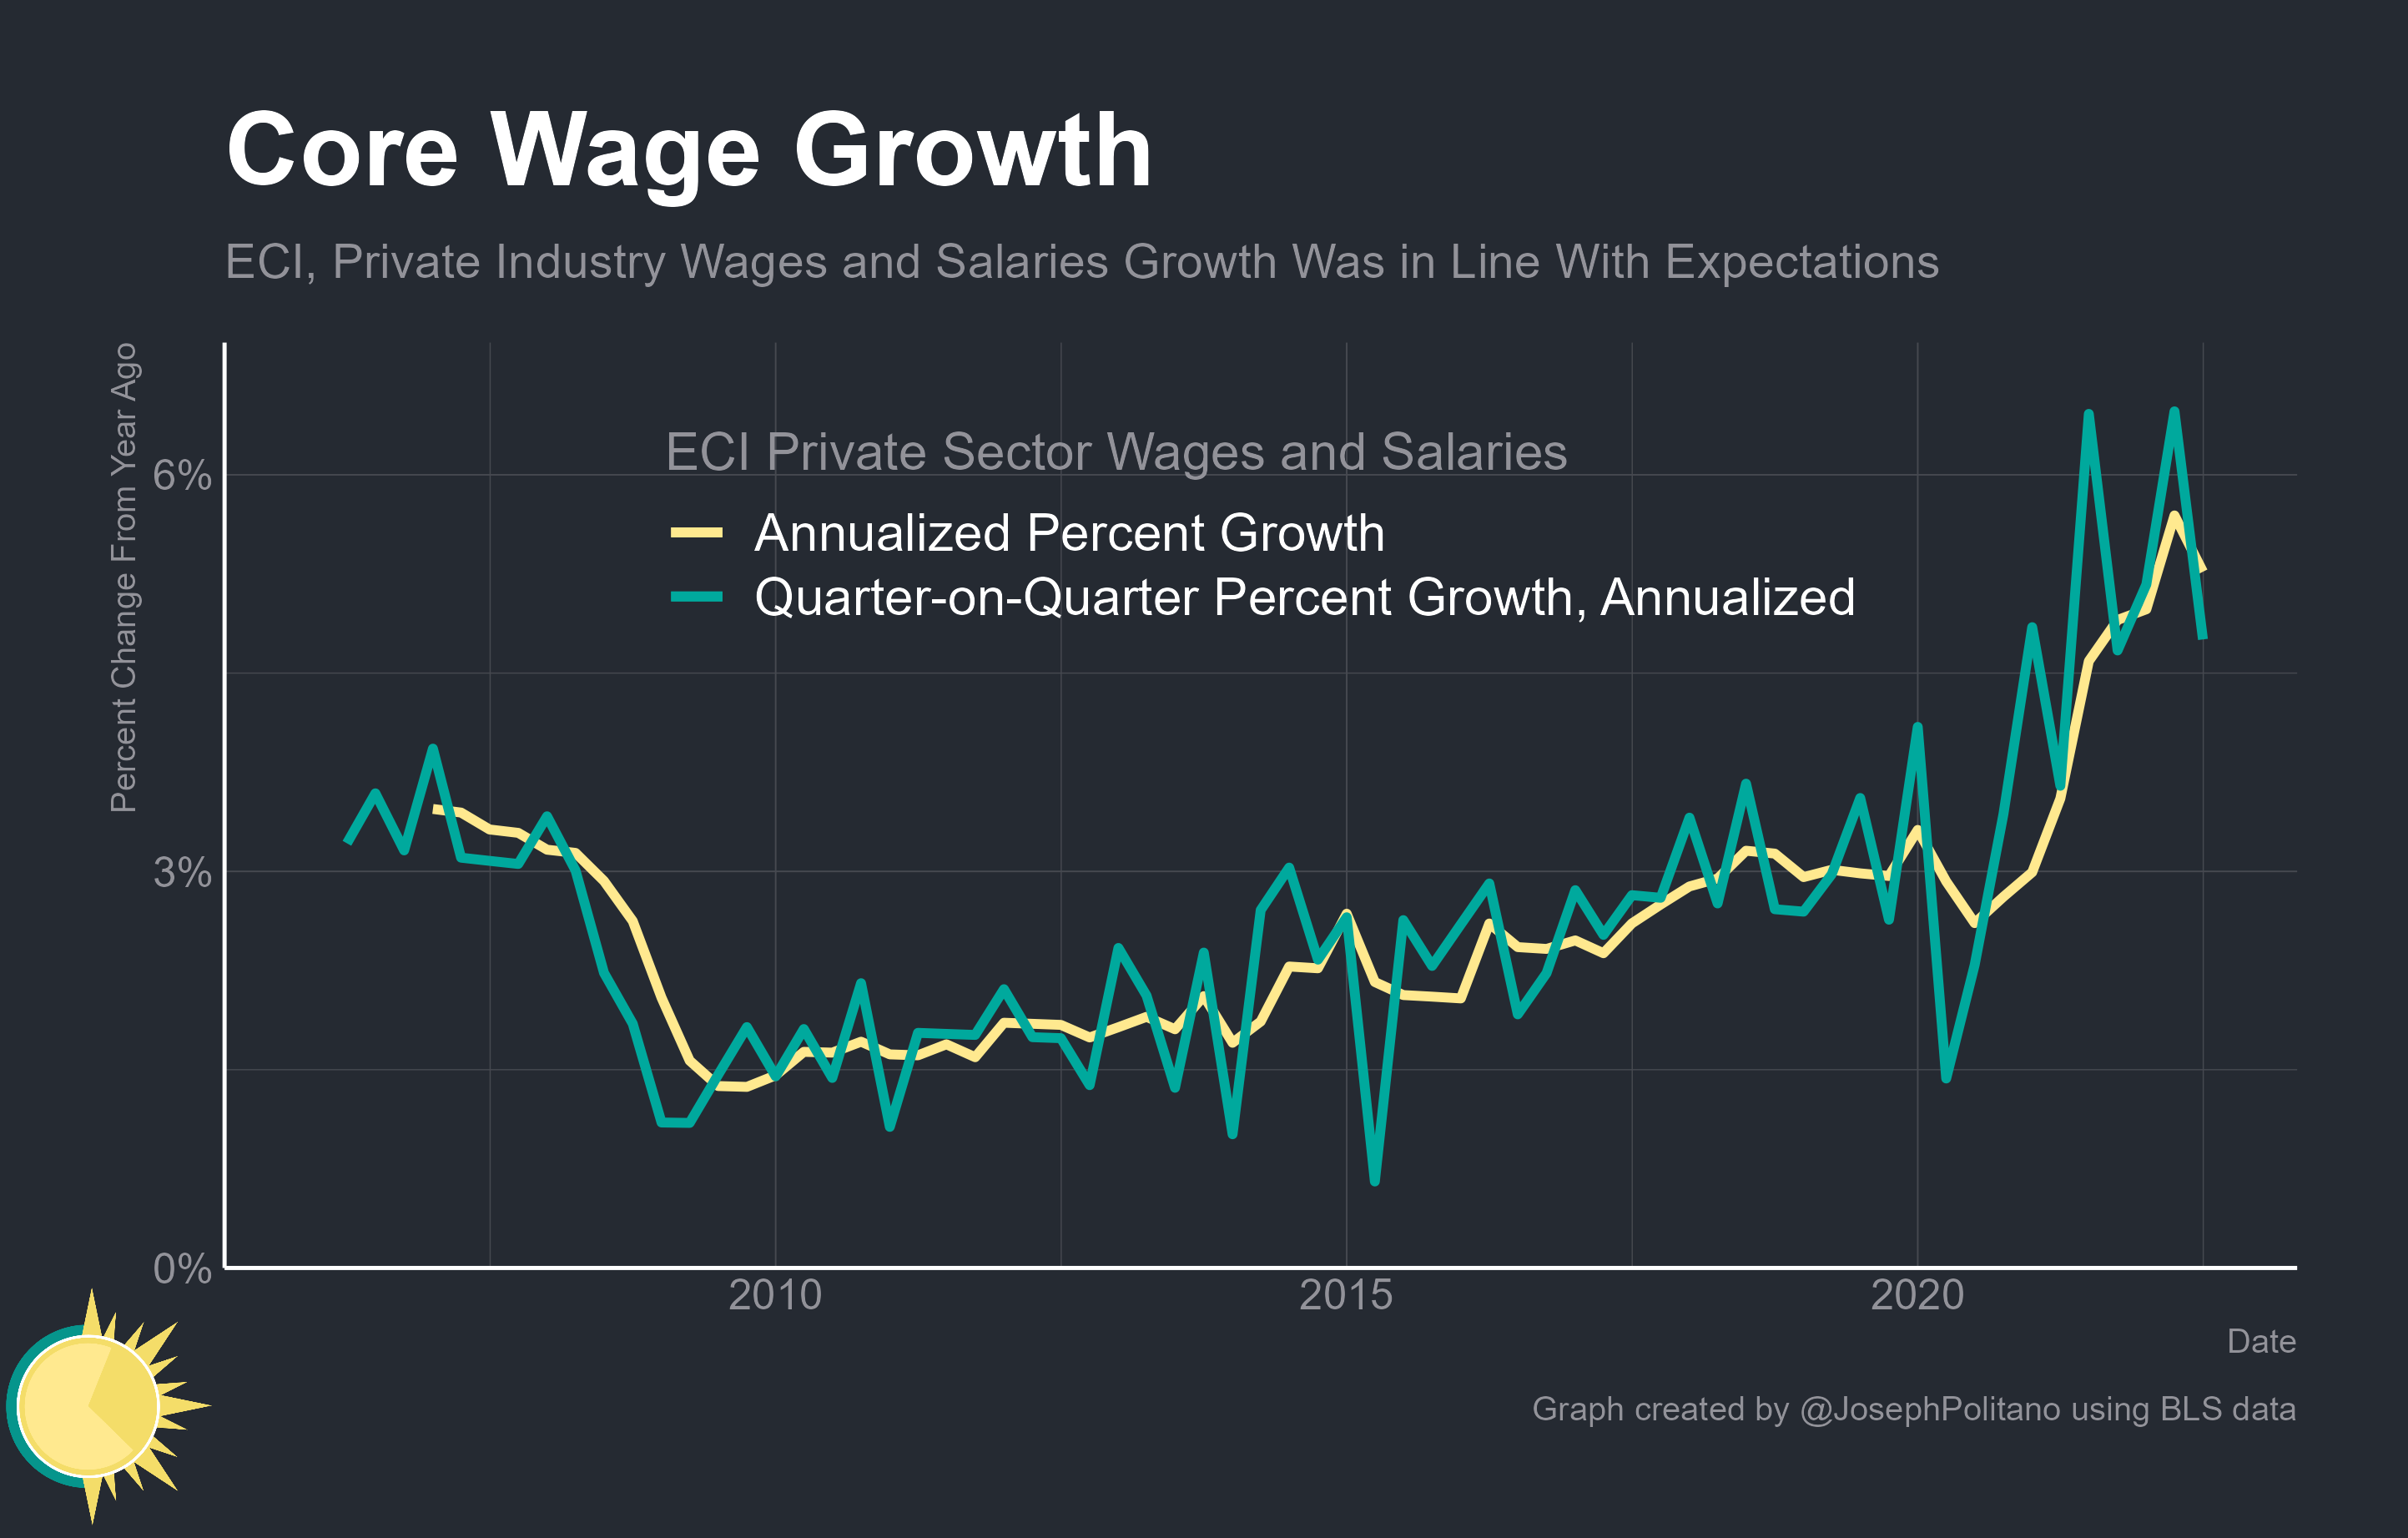 Core Wage Growth
ECI, Private Industry Wages and Salaries Growth Was in Line With Expectations
Percent Change From Year Ago
ECI Private Sector Wages and Salaries
Annualized Percent Growth
Quarter-on-Quarter Percent Growth, Annualized
6%
3%
0%
2010
2015
2020
Date
Graph created by @JosephPolitano using BLS data